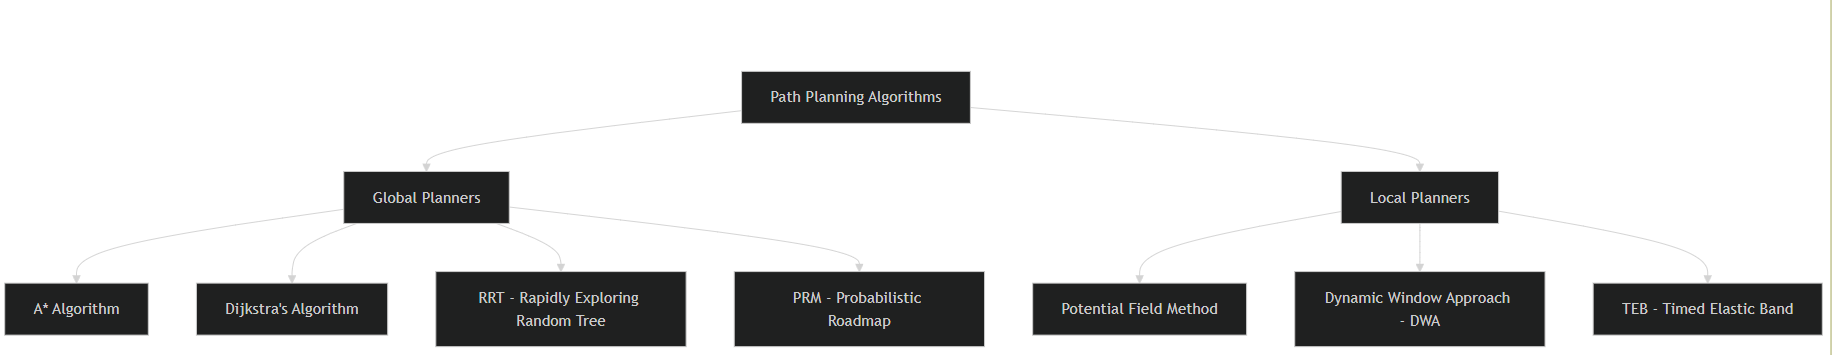 Path Planning Algorithms
Global Planners
Local Planners
A* Algorithm
Dijkstra's Algorithm
RRT - Rapidly Exploring
Random Tree
PRM - Probabilistic
Roadmap
Potential Field Method
Dynamic Window Approach
- DWA
TEB - Timed Elastic Band